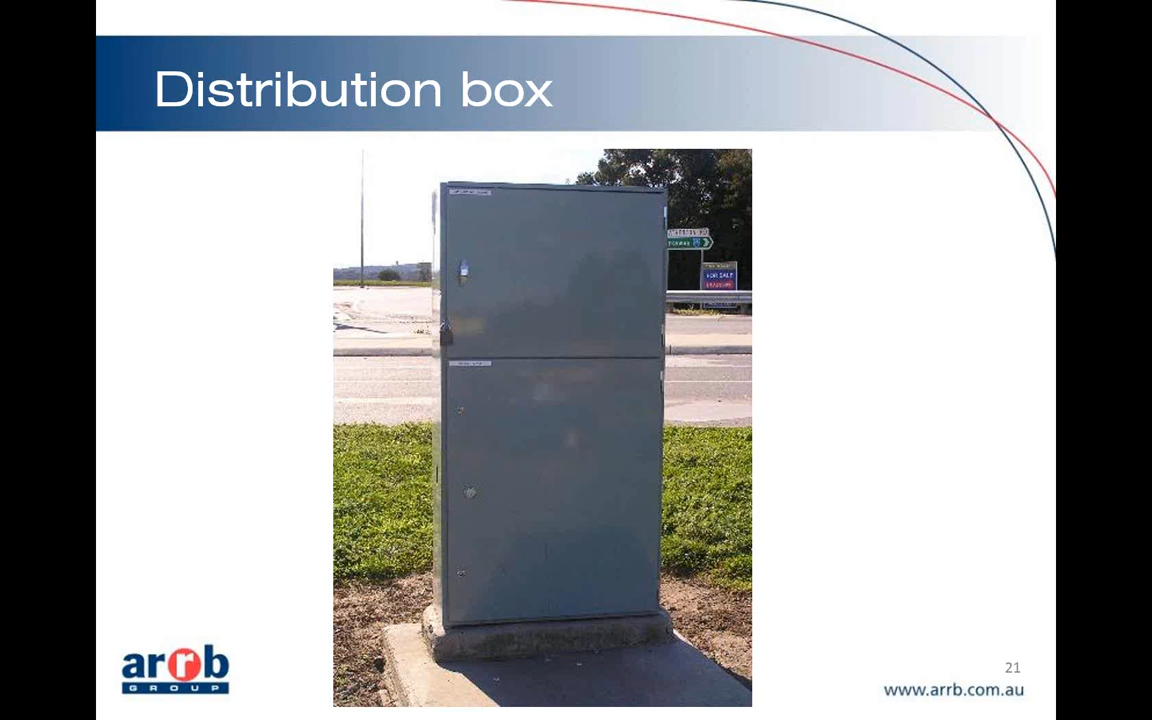 Distribution box
FOR SALE
arrb
GROUP
21
www.arrb.com.au